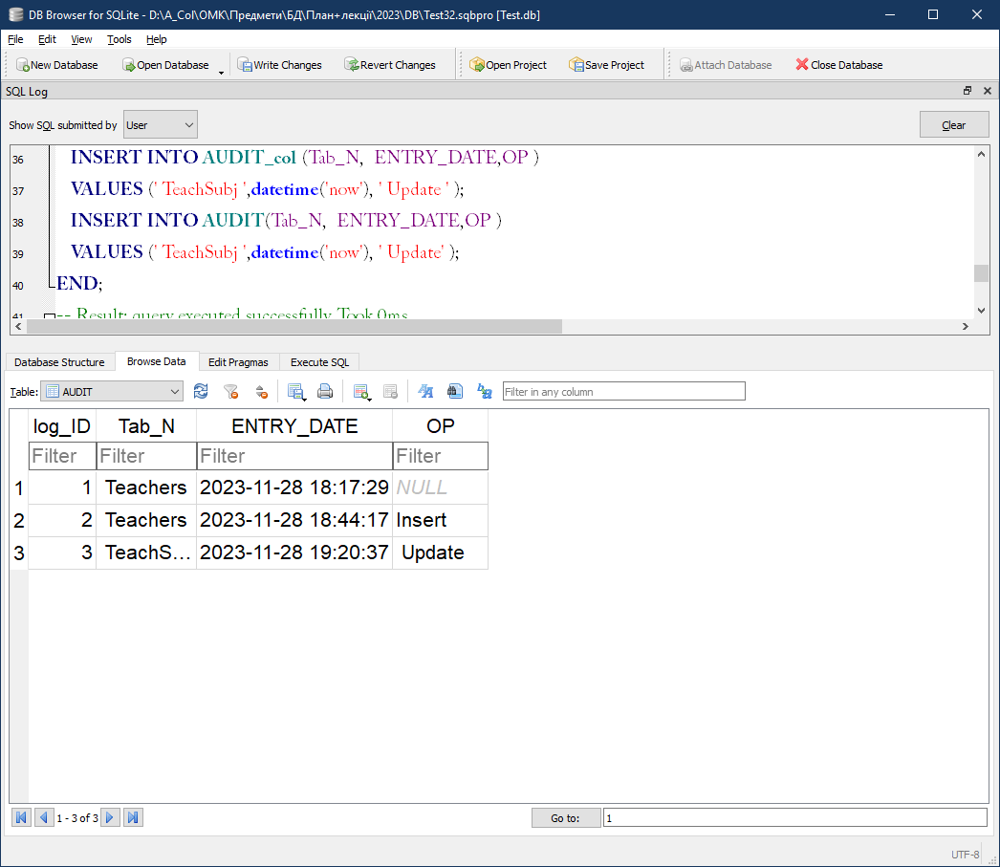 DB Browser for SQLite - D:\A_Col\ОМК\Предмети\БД\План+лекції\2023\DB\Test32.sqbpro [Test.db]
File Edit View Tools Help
New Database Open Database Write Changes Revert Changes Open Project Save Project Attach Database Close Database
SQL Log
Show SQL submitted by User Clear
36 INSERT INTO AUDIT_col (Tab_N, ENTRY_DATE,OP )
37 VALUES (' TeachSubj ',datetime('now'), ' Update ' );
38 INSERT INTO AUDIT(Tab_N, ENTRY_DATE,OP )
39 VALUES (' TeachSubj ',datetime('now'), ' Update' );
40 END;
41 -- Result: query executed successfully. Took 0ms
Database Structure Browse Data Edit Pragmas Execute SQL
Table: AUDIT Filter in any column
log_ID Tab_N ENTRY_DATE OP
Filter Filter Filter Filter
1 1 Teachers 2023-11-28 18:17:29 NULL
2 2 Teachers 2023-11-28 18:44:17 Insert
3 3 TeachS... 2023-11-28 19:20:37 Update
1 - 3 of 3 Go to: 1
UTF-8